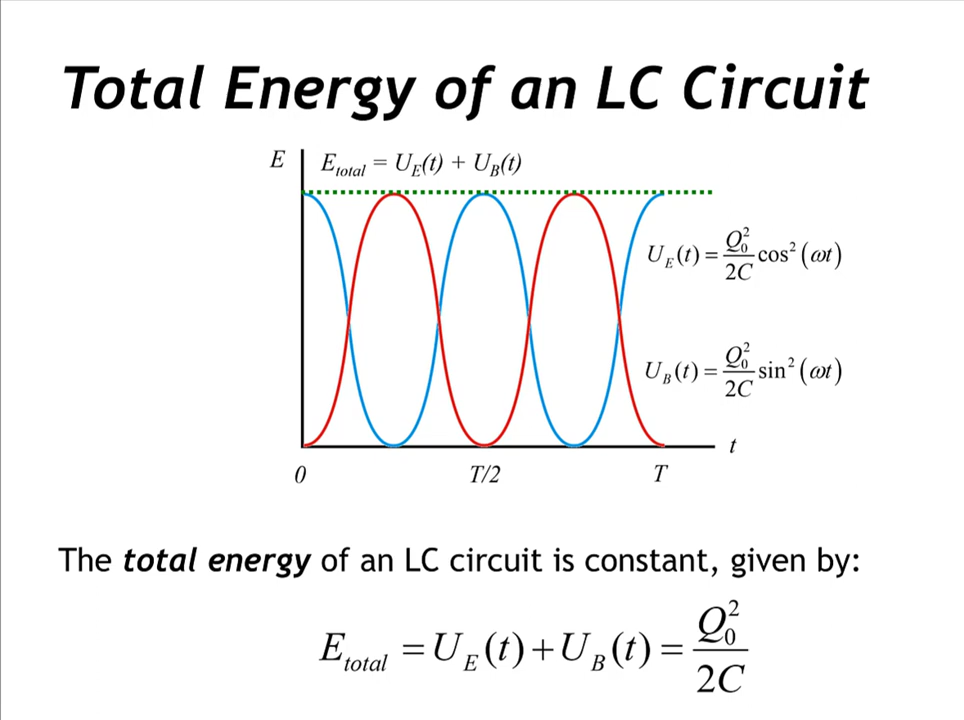 Total Energy of an LC Circuit
E
E_total = U_E(t) + U_B(t)
U_E(t) = Q_0^2/2C cos^2(ωt)
U_B(t) = Q_0^2/2C sin^2(ωt)
t
0 T/2 T
The total energy of an LC circuit is constant, given by:
E_total = U_E(t) + U_B(t) = Q_0^2/2C